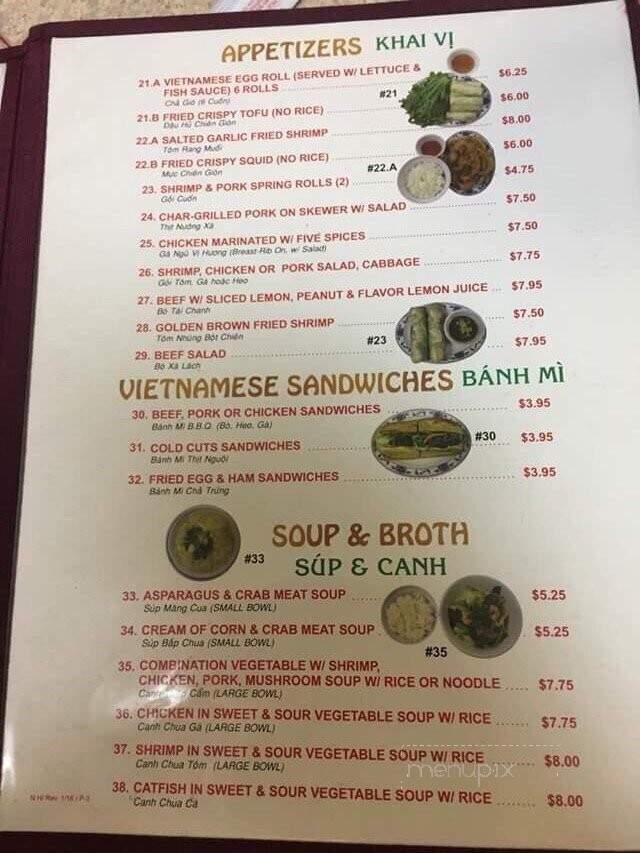 APPETIZERS KHAI VỊ
21.A VIETNAMESE EGG ROLL (SERVED W/ LETTUCE &
FISH SAUCE) 6 ROLLS $6.25
Chả Giò (6 Cuốn)
#21
21.B FRIED CRISPY TOFU (NO RICE) $6.00
Đậu Hủ Chiên Giòn
22.A SALTED GARLIC FRIED SHRIMP $8.00
Tôm Rang Muối
22.B FRIED CRISPY SQUID (NO RICE) $6.00
Mực Chiên Giòn
#22.A
23. SHRIMP & PORK SPRING ROLLS (2) $4.75
Gỏi Cuốn
24. CHAR-GRILLED PORK ON SKEWER W/ SALAD $7.50
Thịt Nướng Xả
25. CHICKEN MARINATED W/ FIVE SPICES $7.50
Gà Ngũ Vị Hương (Breast-Rib On, w/ Salad)
26. SHRIMP, CHICKEN OR PORK SALAD, CABBAGE $7.75
Gỏi Tôm, Gà hoặc Heo
27. BEEF W/ SLICED LEMON, PEANUT & FLAVOR LEMON JUICE ... $7.95
Bò Tái Chanh
28. GOLDEN BROWN FRIED SHRIMP $7.50
Tôm Nhúng Bột Chiên
#23
29. BEEF SALAD $7.95
Bò Xà Lách
VIETNAMESE SANDWICHES BÁNH MÌ
30. BEEF, PORK OR CHICKEN SANDWICHES $3.95
Bánh Mì B.B.Q. (Bò, Heo, Gà)
#30
31. COLD CUTS SANDWICHES $3.95
Bánh Mì Thịt Nguội
32. FRIED EGG & HAM SANDWICHES $3.95
Bánh Mì Chả Trứng
#33
SOUP & BROTH
SÚP & CANH
33. ASPARAGUS & CRAB MEAT SOUP $5.25
Súp Măng Cua (SMALL BOWL)
34. CREAM OF CORN & CRAB MEAT SOUP $5.25
Súp Bắp Chua (SMALL BOWL)
#35
35. COMBINATION VEGETABLE W/ SHRIMP,
CHICKEN, PORK, MUSHROOM SOUP W/ RICE OR NOODLE ..... $7.75
Cẩm (LARGE BOWL)
36. CHICKEN IN SWEET & SOUR VEGETABLE SOUP W/ RICE ...... $7.75
Canh Chua Gà (LARGE BOWL)
37. SHRIMP IN SWEET & SOUR VEGETABLE SOUP W/ RICE ...... $8.00
Canh Chua Tôm (LARGE BOWL)
menupix
38. CATFISH IN SWEET & SOUR VEGETABLE SOUP W/ RICE ...... $8.00
Canh Chua Cá